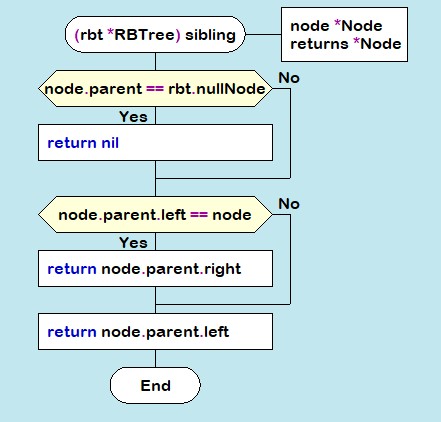 (rbt *RBTree) sibling
node *Node
returns *Node
node.parent == rbt.nullNode
No
Yes
return nil
node.parent.left == node
No
Yes
return node.parent.right
return node.parent.left
End